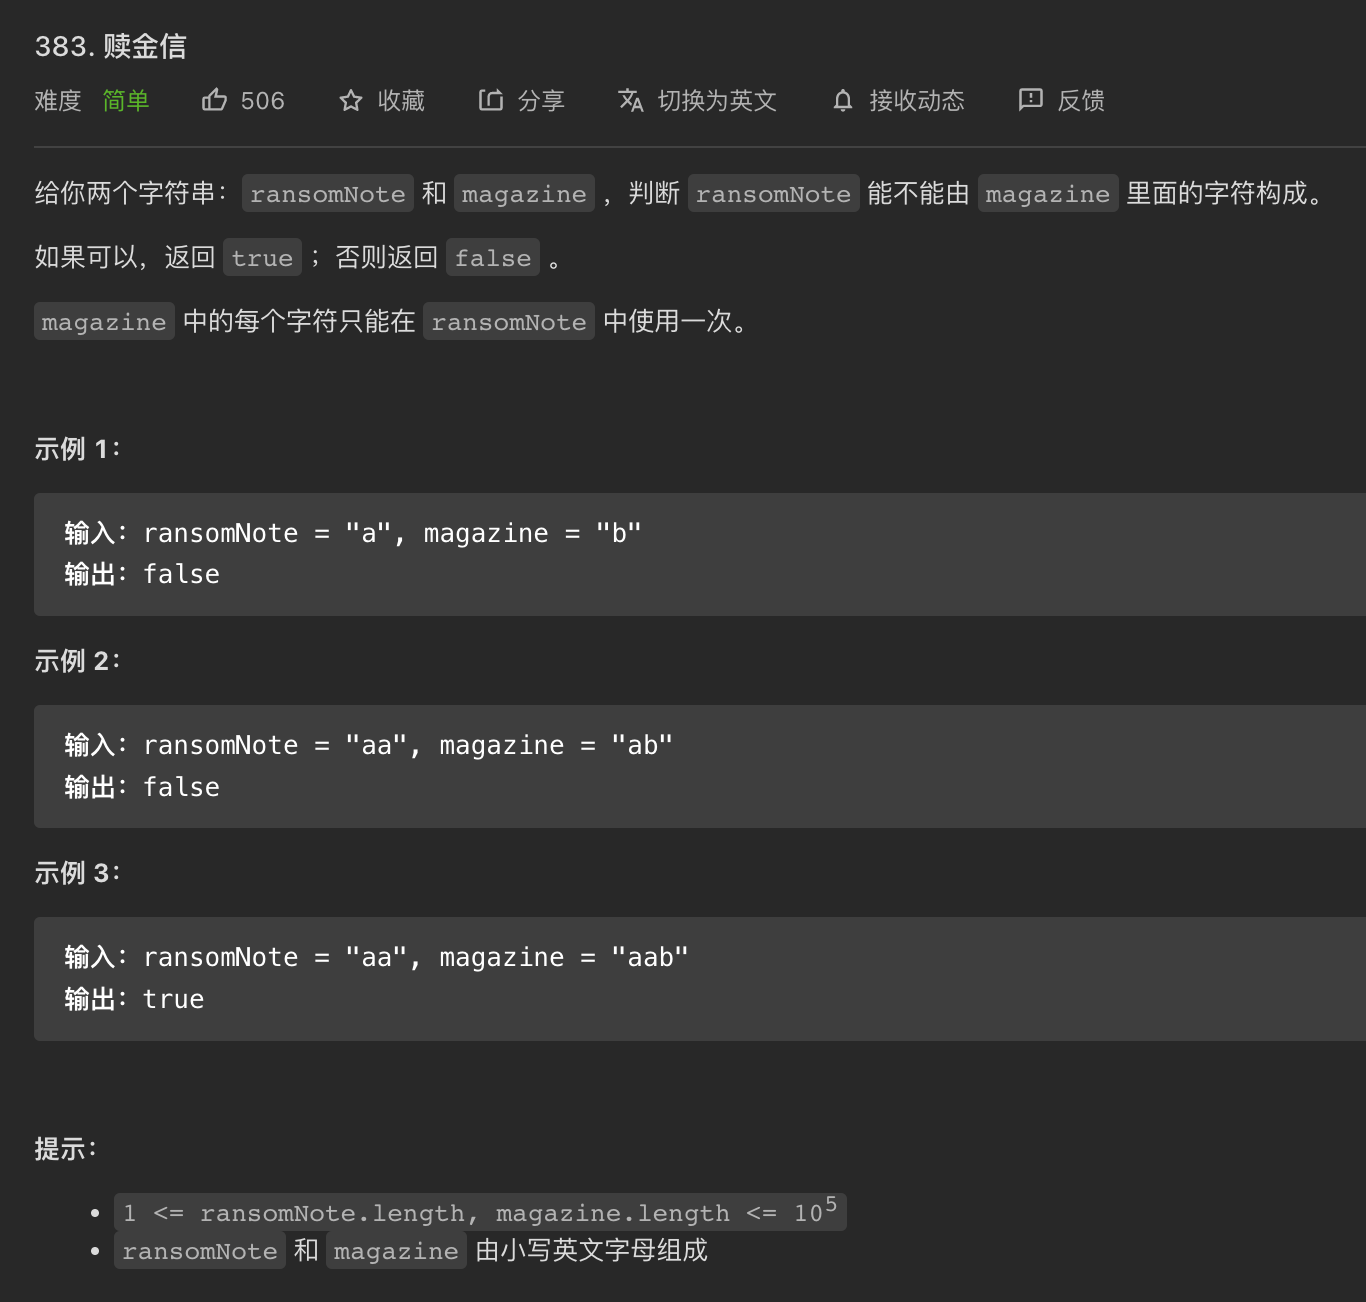 383. 赎金信
难度 简单 506 收藏 分享 切换为英文 接收动态 反馈
给你两个字符串：ransomNote 和 magazine ，判断 ransomNote 能不能由 magazine 里面的字符构成。
如果可以，返回 true ；否则返回 false 。
magazine 中的每个字符只能在 ransomNote 中使用一次。
示例 1：
输入：ransomNote = "a", magazine = "b"
输出：false
示例 2：
输入：ransomNote = "aa", magazine = "ab"
输出：false
示例 3：
输入：ransomNote = "aa", magazine = "aab"
输出：true
提示：
• 1 <= ransomNote.length, magazine.length <= 10⁵
• ransomNote 和 magazine 由小写英文字母组成